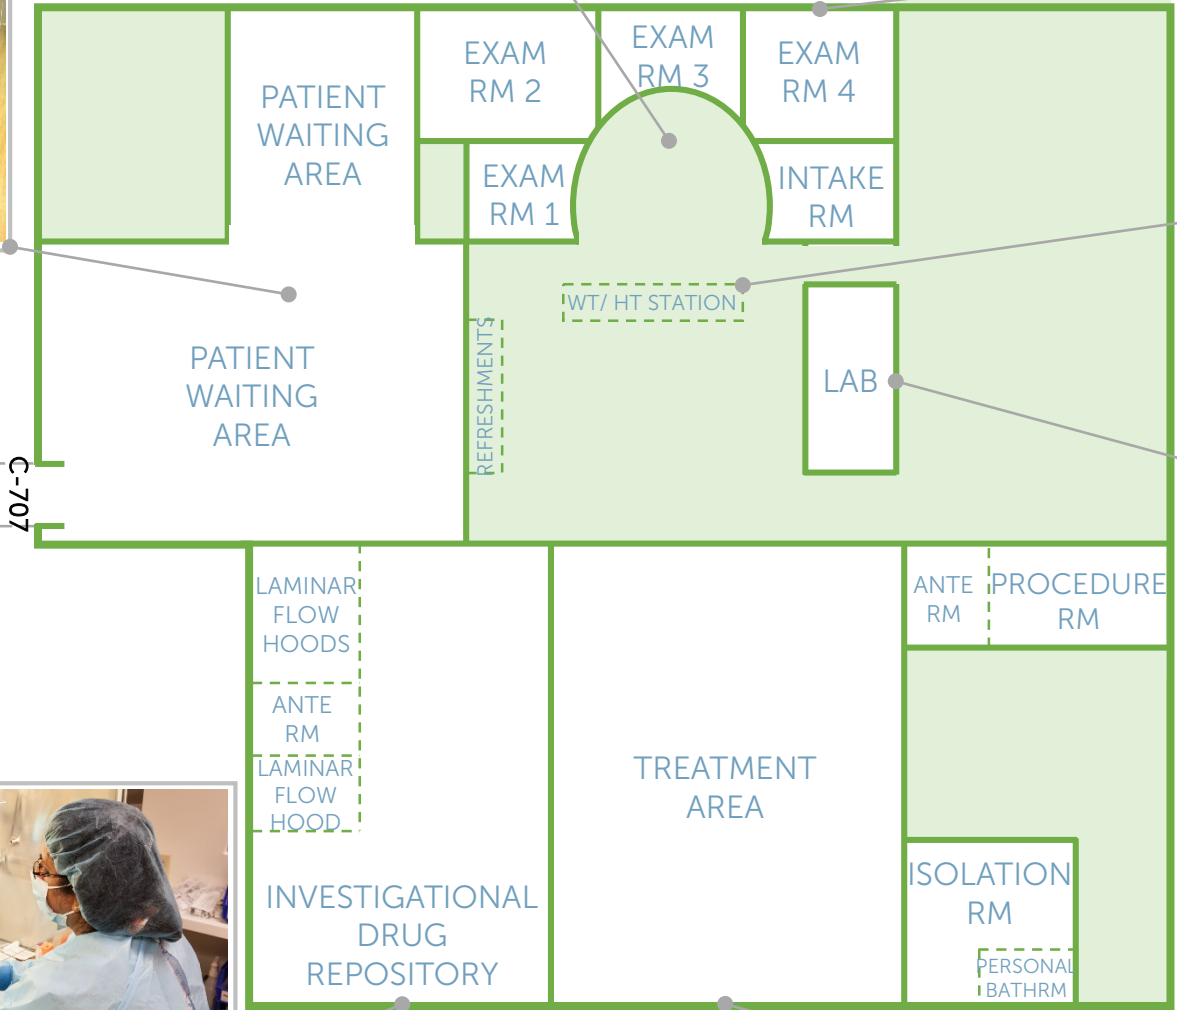 EXAM
RM 2
EXAM
RM 3
EXAM
RM 4
PATIENT
WAITING
AREA
EXAM
RM 1
INTAKE
RM
WT/ HT STATION
REFRESHMENTS
LAB
PATIENT
WAITING
AREA
C-707
LAMINAR
FLOW
HOODS
ANTE
RM
LAMINAR
FLOW
HOOD
INVESTIGATIONAL
DRUG
REPOSITORY
TREATMENT
AREA
ANTE
RM
PROCEDURE
RM
ISOLATION
RM
PERSONAL
BATHRM